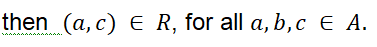 then (a, c) ∈ R, for all a, b, c ∈ A.